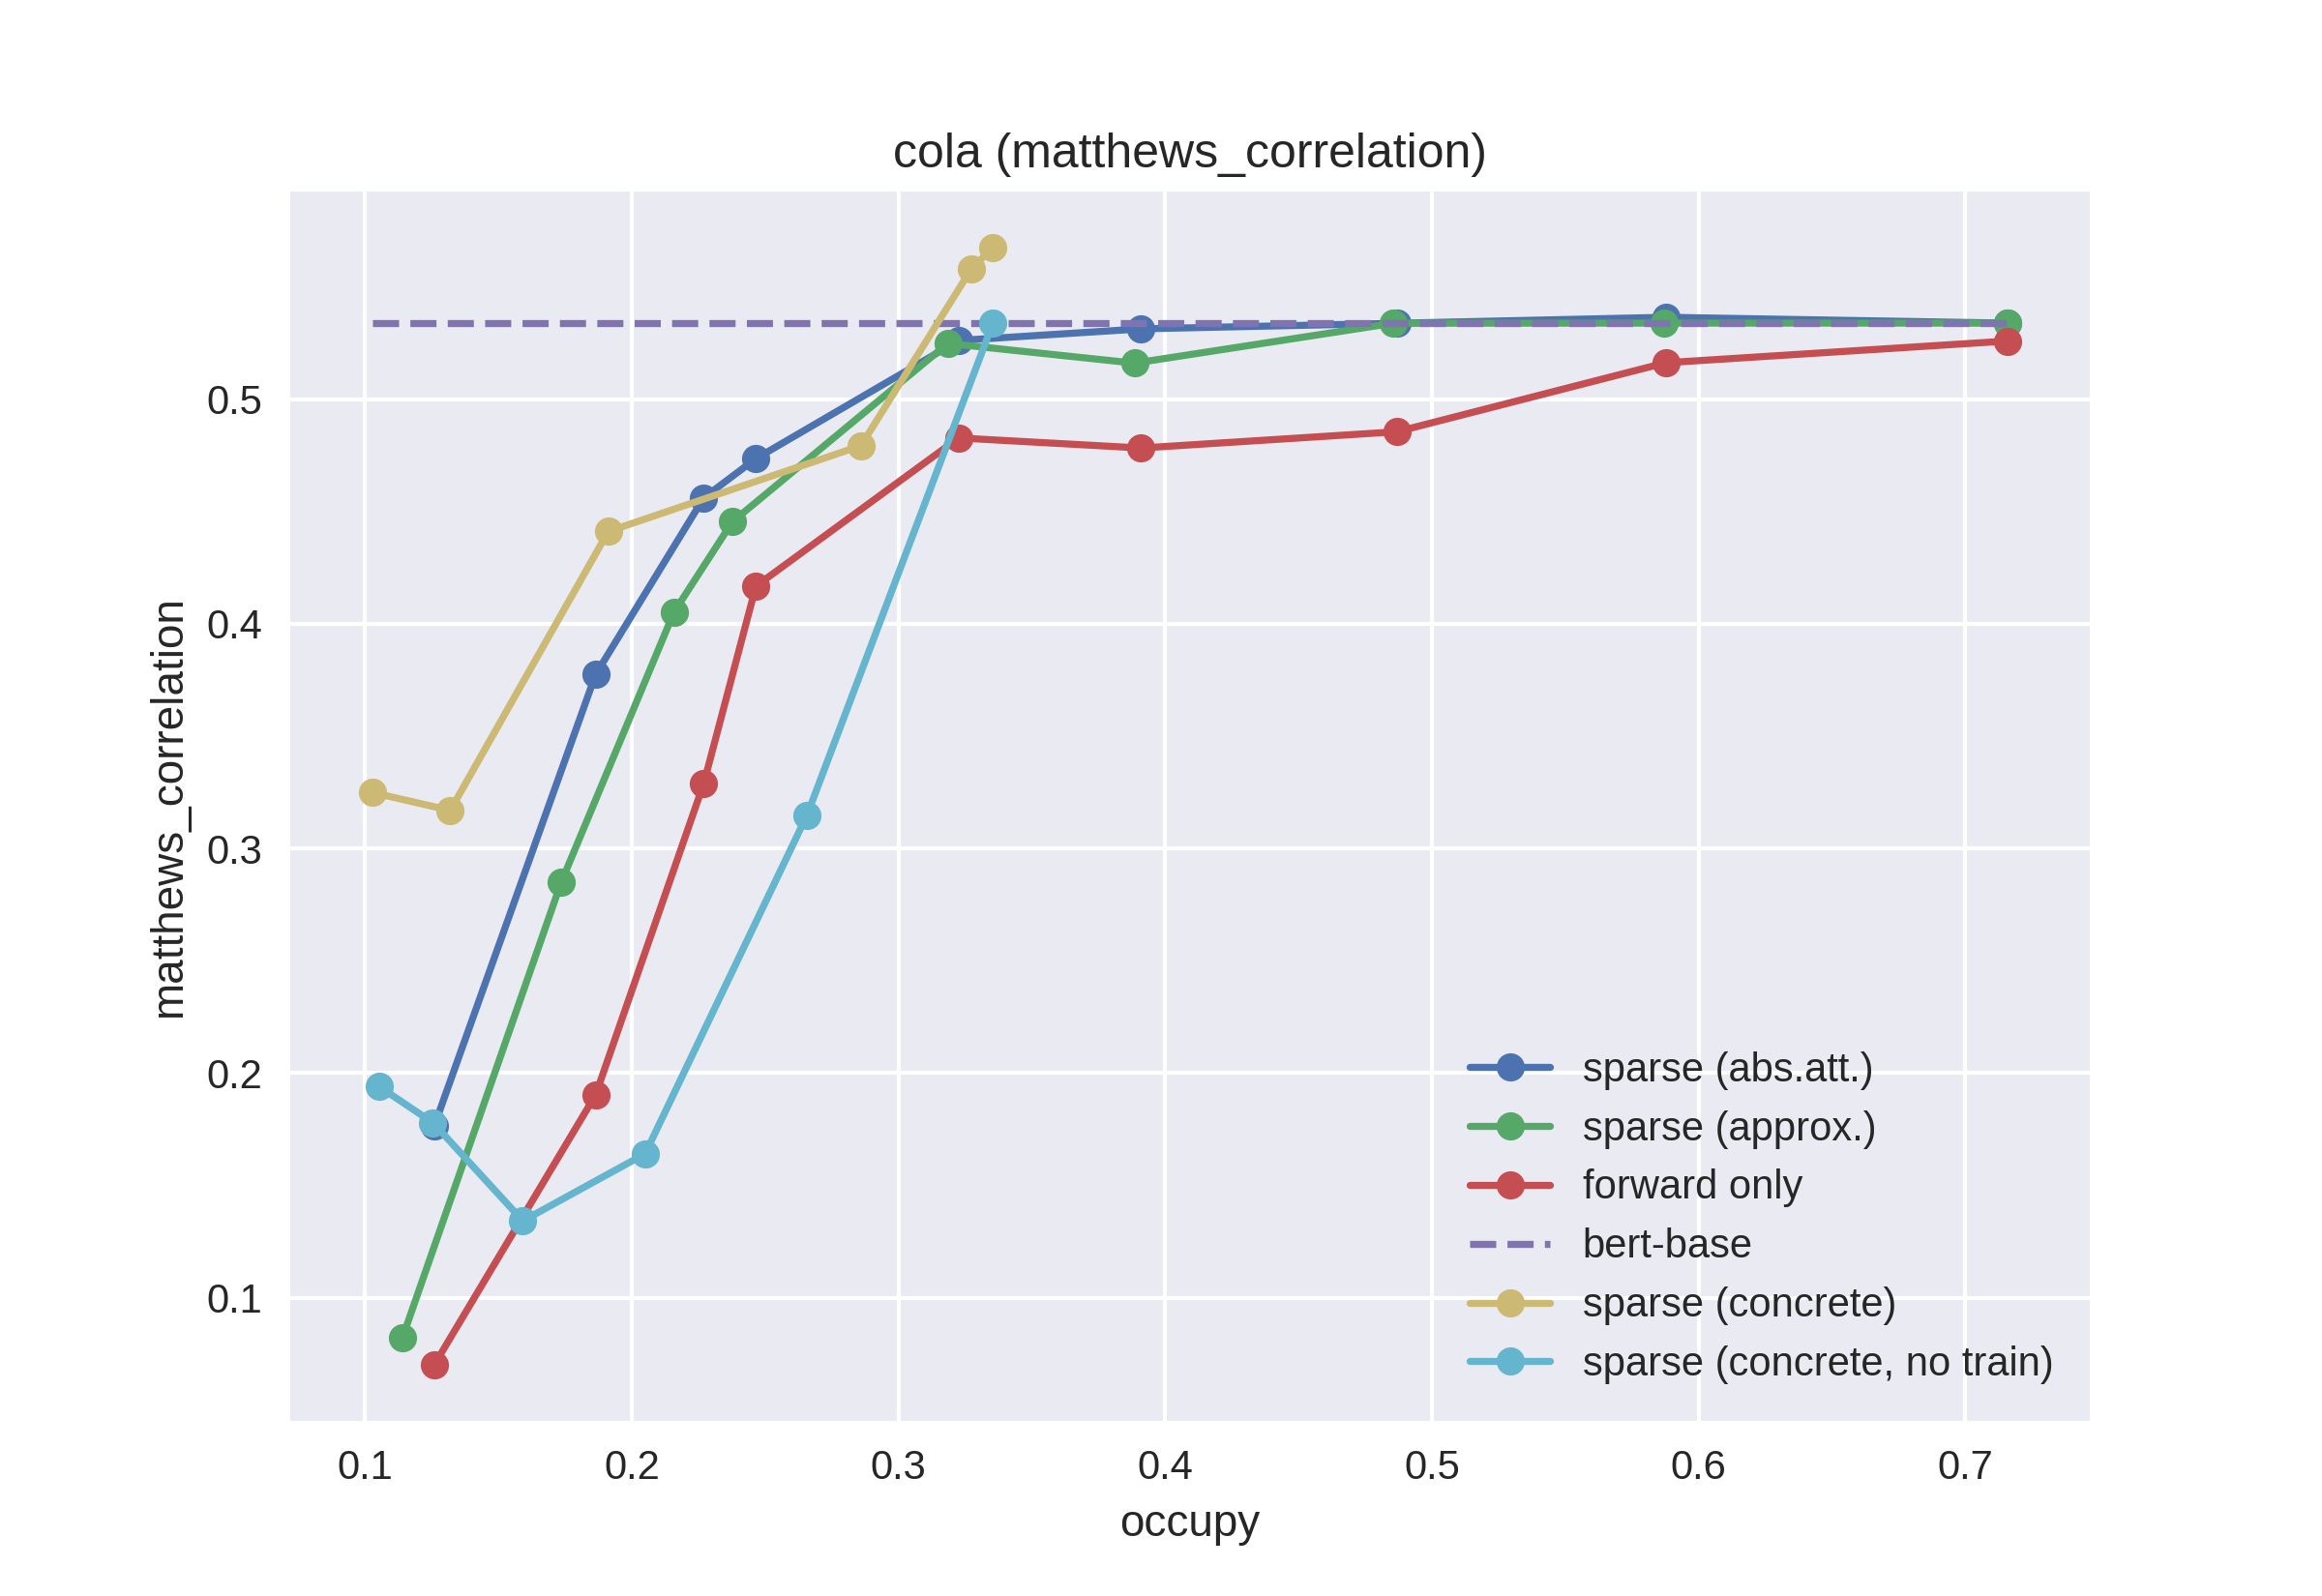 cola (matthews_correlation)
matthews_correlation
0.5
0.4
0.3
0.2
0.1
sparse (abs.att.)
sparse (approx.)
forward only
bert-base
sparse (concrete)
sparse (concrete, no train)
0.1 0.2 0.3 0.4 0.5 0.6 0.7
occupy